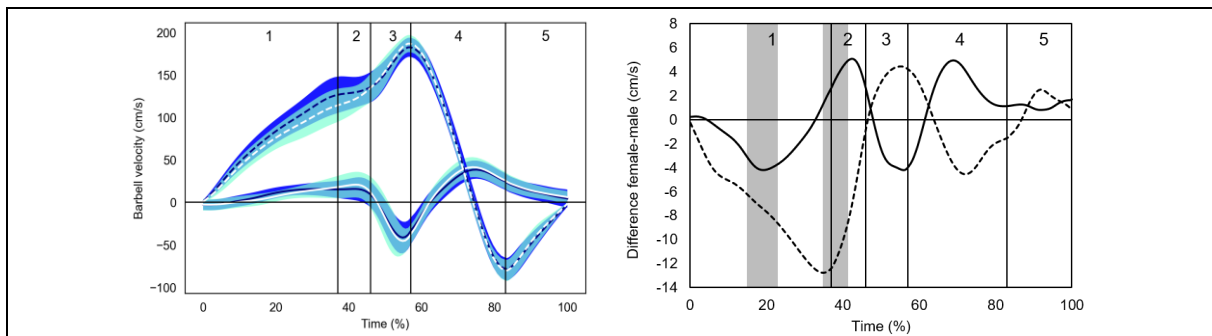 Barbell velocity (cm/s)
200
150
100
50
0
−50
−100
1 2 3 4 5
0 20 40 60 80 100
Time (%)
Difference female-male (cm/s)
8
6
4
2
0
-2
-4
-6
-8
-10
-12
-14
1 2 3 4 5
0 20 40 60 80 100
Time (%)